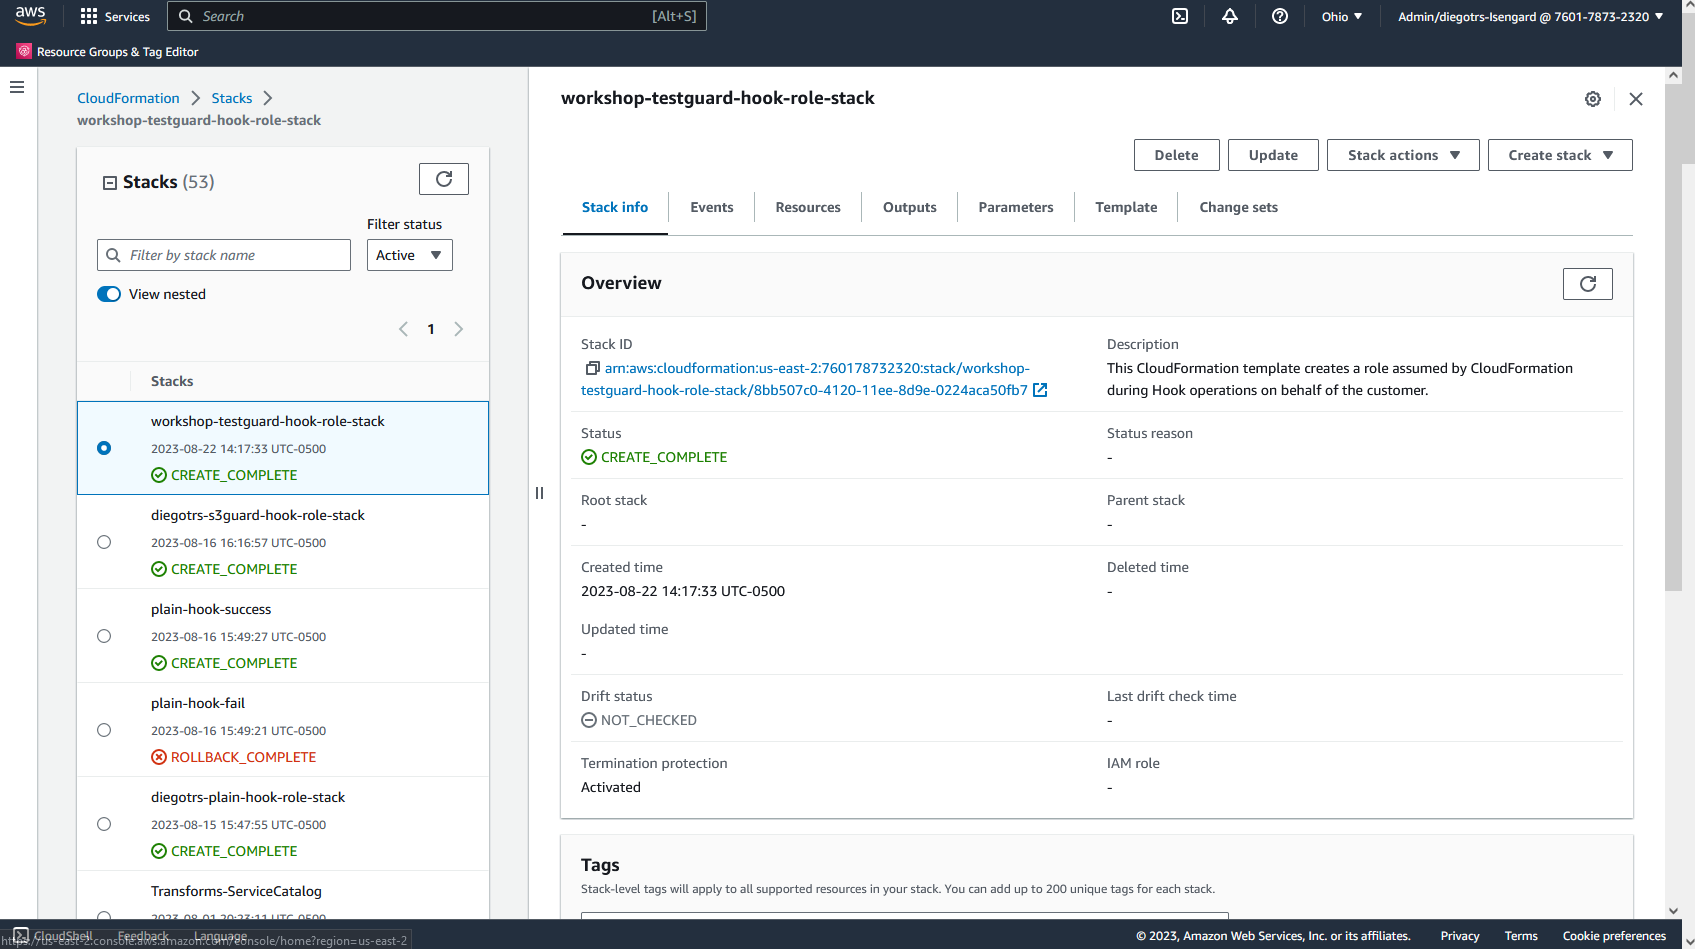 aws
Services
Search
[Alt+S]
Ohio
Admin/diegotrs-Isengard @ 7601-7873-2320
Resource Groups & Tag Editor
CloudFormation
Stacks
workshop-testguard-hook-role-stack
Stacks (53)
Filter status
Filter by stack name
Active
View nested
1
Stacks
workshop-testguard-hook-role-stack
2023-08-22 14:17:33 UTC-0500
CREATE_COMPLETE
diegotrs-s3guard-hook-role-stack
2023-08-16 16:16:57 UTC-0500
CREATE_COMPLETE
plain-hook-success
2023-08-16 15:49:27 UTC-0500
CREATE_COMPLETE
plain-hook-fail
2023-08-16 15:49:21 UTC-0500
ROLLBACK_COMPLETE
diegotrs-plain-hook-role-stack
2023-08-15 15:47:55 UTC-0500
CREATE_COMPLETE
Transforms-ServiceCatalog
2023-08-01 20:23:11 UTC-0500
workshop-testguard-hook-role-stack
Delete
Update
Stack actions
Create stack
Stack info
Events
Resources
Outputs
Parameters
Template
Change sets
Overview
Stack ID
arn:aws:cloudformation:us-east-2:760178732320:stack/workshop-
testguard-hook-role-stack/8bb507c0-4120-11ee-8d9e-0224aca50fb7
Description
This CloudFormation template creates a role assumed by CloudFormation
during Hook operations on behalf of the customer.
Status
CREATE_COMPLETE
Status reason
-
Root stack
-
Parent stack
-
Created time
2023-08-22 14:17:33 UTC-0500
Deleted time
-
Updated time
-
Drift status
NOT_CHECKED
Last drift check time
-
Termination protection
Activated
IAM role
-
Tags
Stack-level tags will apply to all supported resources in your stack. You can add up to 200 unique tags for each stack.
CloudShell
Feedback
Language
https://us-east-2.console.aws.amazon.com/console/home?region=us-east-2
© 2023, Amazon Web Services, Inc. or its affiliates.
Privacy
Terms
Cookie preferences